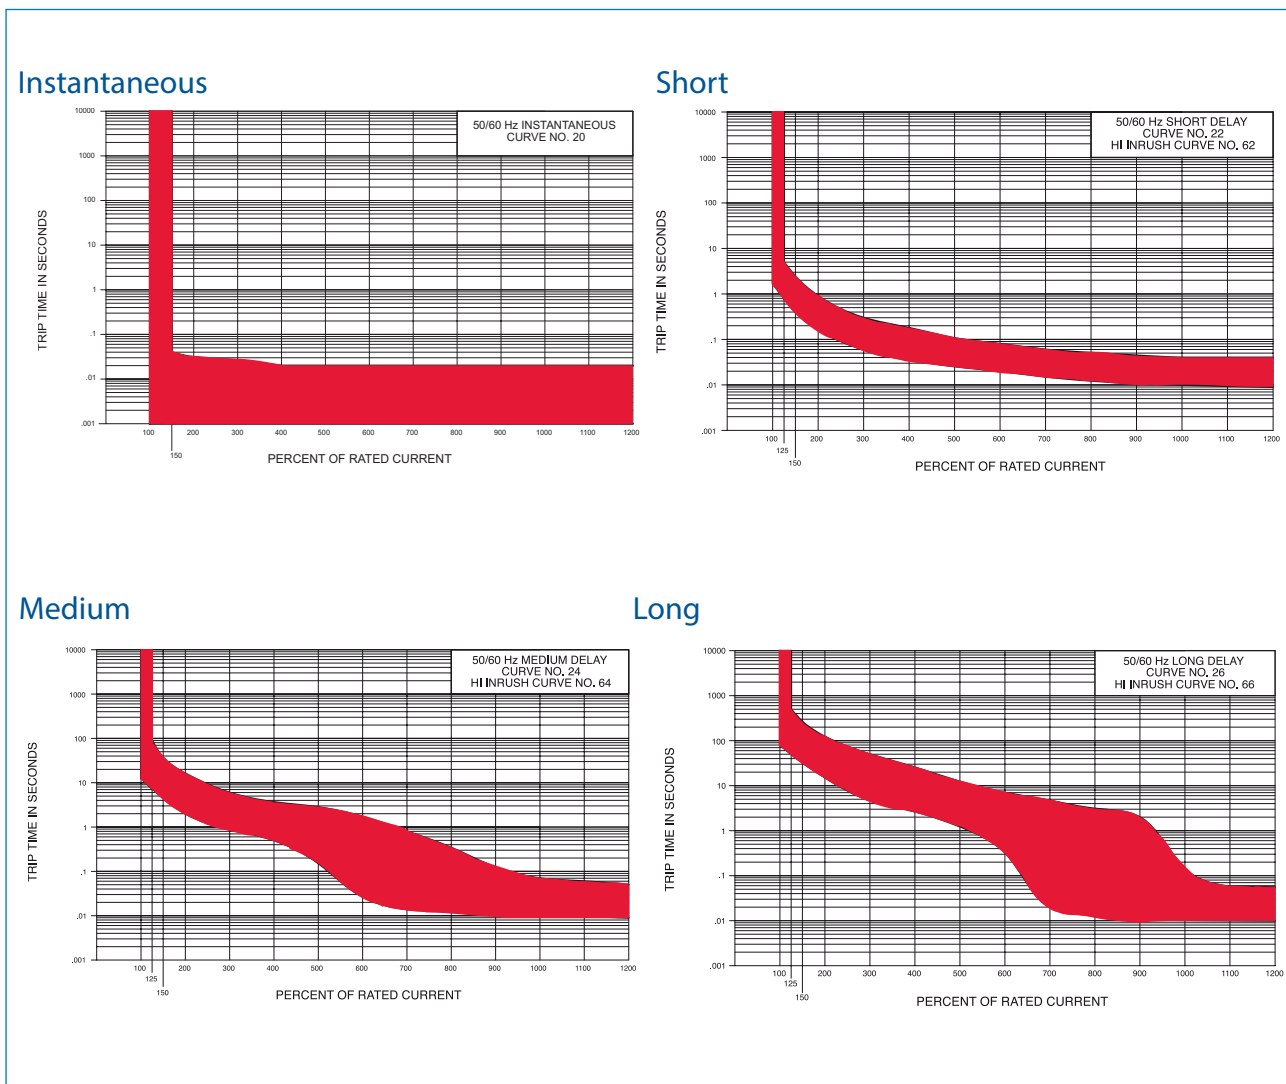 Instantaneous
50/60 Hz INSTANTANEOUS
CURVE NO. 20
TRIP TIME IN SECONDS
10000
1000
100
10
1
.1
.01
.001
100 200 300 400 500 600 700 800 900 1000 1100 1200
150
PERCENT OF RATED CURRENT
Short
50/60 Hz SHORT DELAY
CURVE NO. 22
HI INRUSH CURVE NO. 62
TRIP TIME IN SECONDS
10000
1000
100
10
1
.1
.01
.001
100 200 300 400 500 600 700 800 900 1000 1100 1200
125
150
PERCENT OF RATED CURRENT
Medium
50/60 Hz MEDIUM DELAY
CURVE NO. 24
HI INRUSH CURVE NO. 64
TRIP TIME IN SECONDS
10000
1000
100
10
1
.1
.01
.001
100 200 300 400 500 600 700 800 900 1000 1100 1200
125
150
PERCENT OF RATED CURRENT
Long
50/60 Hz LONG DELAY
CURVE NO. 26
HI INRUSH CURVE NO. 66
TRIP TIME IN SECONDS
10000
1000
100
10
1
.1
.01
.001
100 200 300 400 500 600 700 800 900 1000 1100 1200
125
150
PERCENT OF RATED CURRENT